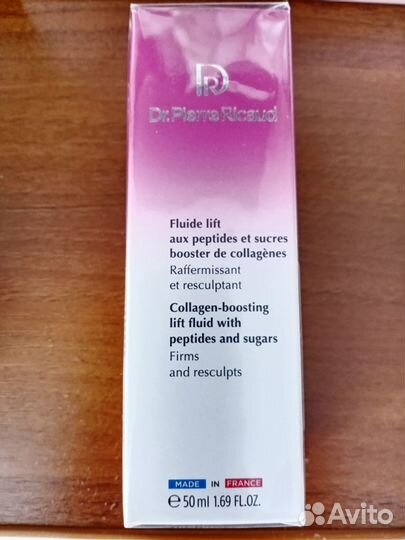 DR
Dr. Pierre Ricaud
Fluide lift
aux peptides et sucres
booster de collagènes
Raffermissant
et resculptant
Collagen-boosting
lift fluid with
peptides and sugars
Firms
and resculpts
MADE IN FRANCE
℮ 50 ml 1.69 FL.OZ.
Avito